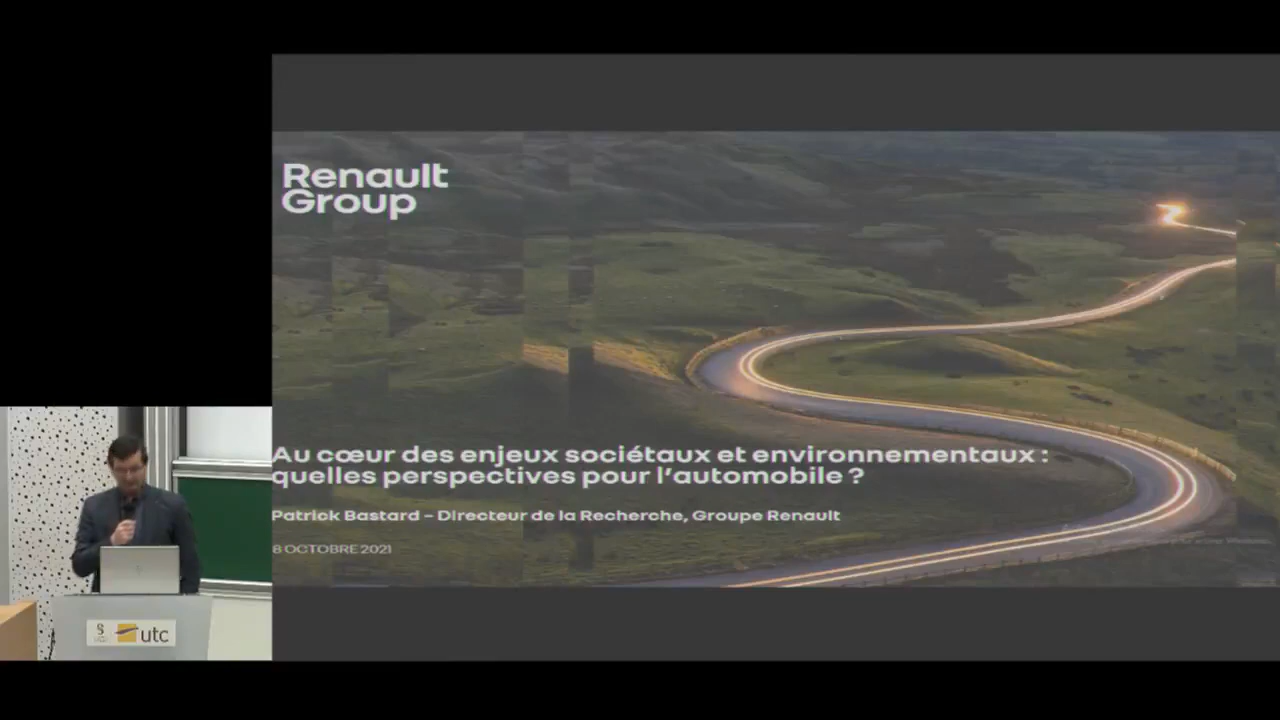 Renault
Group
Au cœur des enjeux sociétaux et environnementaux :
quelles perspectives pour l'automobile ?
Patrick Bastard – Directeur de la Recherche, Groupe Renault
8 OCTOBRE 2021
utc